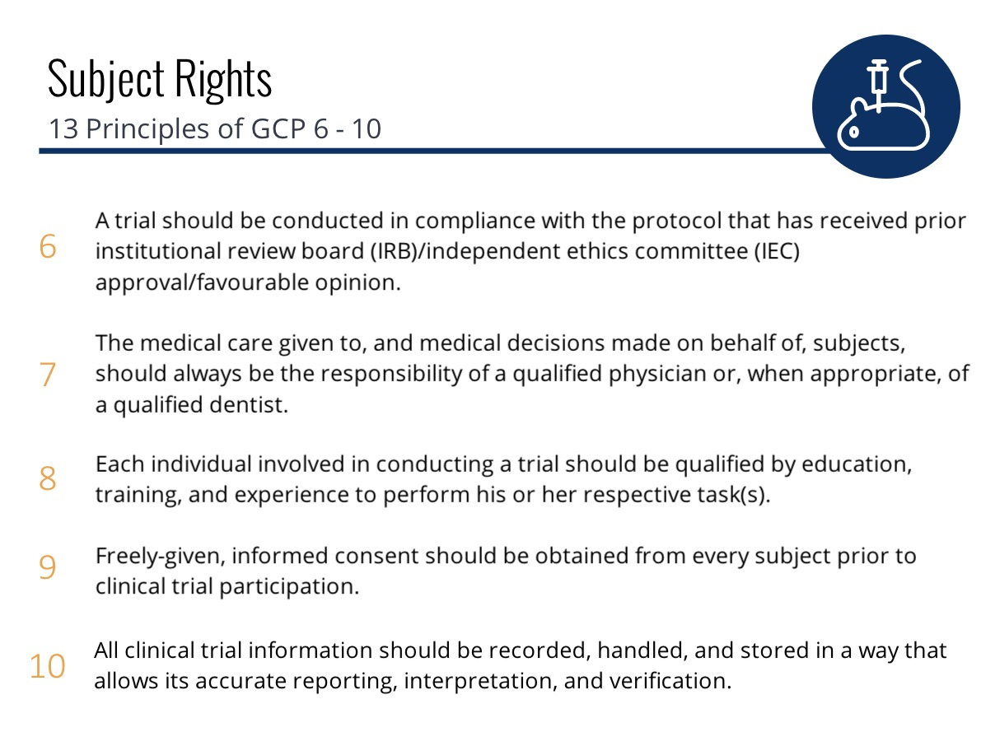 Subject Rights
13 Principles of GCP 6 - 10
6
A trial should be conducted in compliance with the protocol that has received prior
institutional review board (IRB)/independent ethics committee (IEC)
approval/favourable opinion.
7
The medical care given to, and medical decisions made on behalf of, subjects,
should always be the responsibility of a qualified physician or, when appropriate, of
a qualified dentist.
8
Each individual involved in conducting a trial should be qualified by education,
training, and experience to perform his or her respective task(s).
9
Freely-given, informed consent should be obtained from every subject prior to
clinical trial participation.
10
All clinical trial information should be recorded, handled, and stored in a way that
allows its accurate reporting, interpretation, and verification.